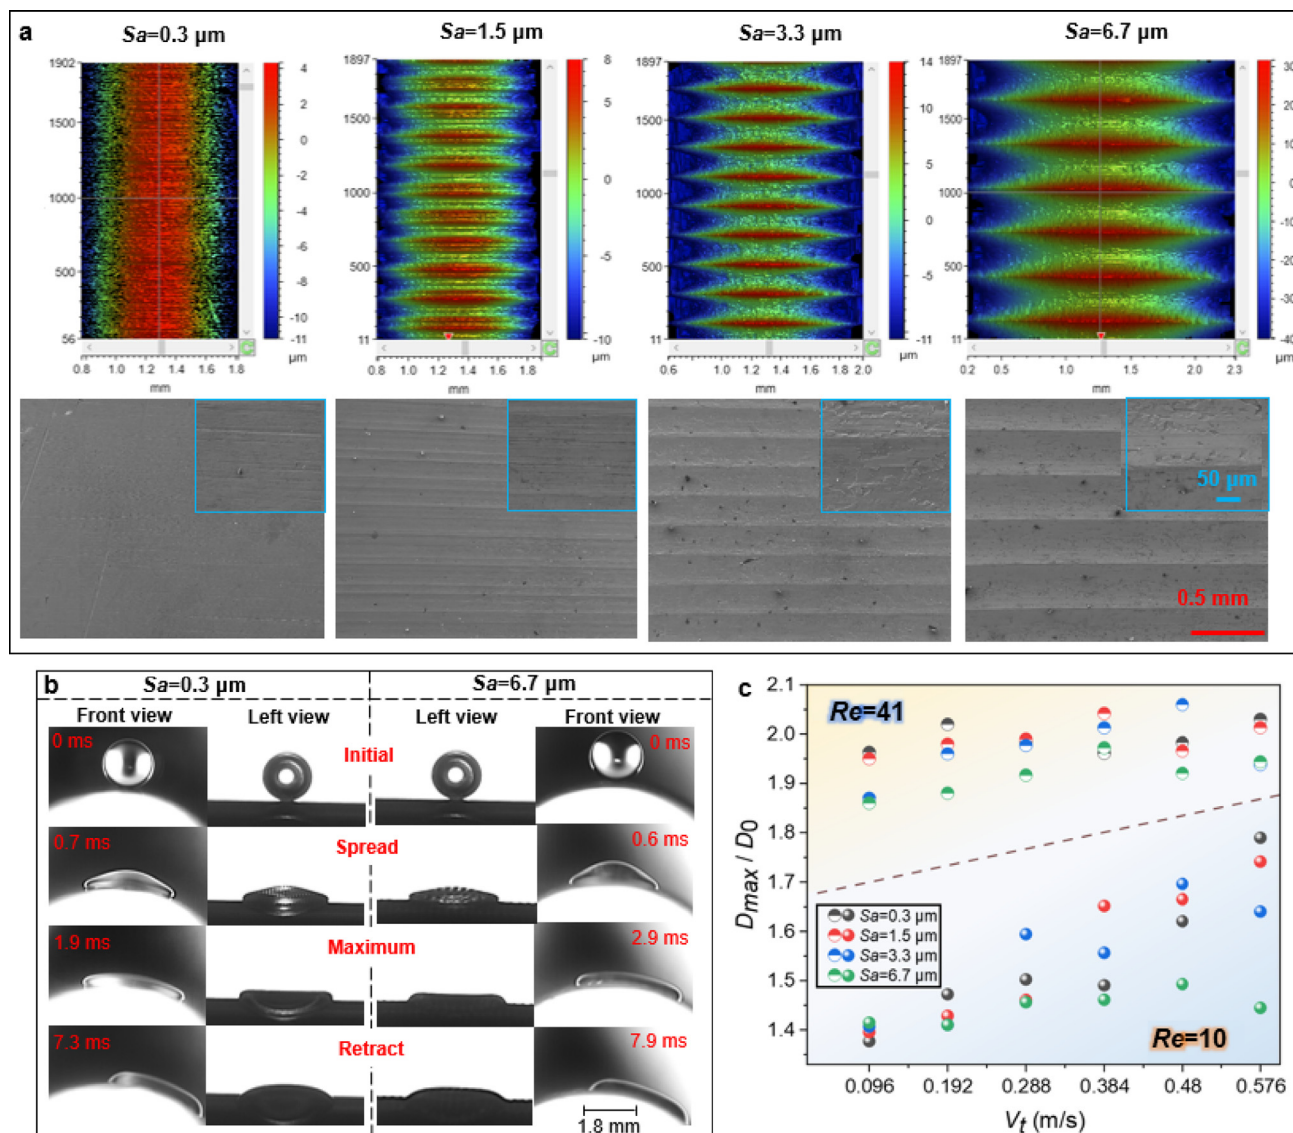 a
Sa=0.3 μm
Sa=1.5 μm
Sa=3.3 μm
Sa=6.7 μm
1902
1500
1000
500
56
4
2
0
-2
-4
-6
-8
-10
-11
μm
0.8 1.0 1.2 1.4 1.6 1.8
mm
1897
1500
1000
500
11
8
5
0
-5
-10
μm
0.8 1.0 1.2 1.4 1.6 1.8
mm
1897
1500
1000
500
11
14
10
5
0
-5
-11
μm
0.6 1.0 1.2 1.4 1.6 1.8 2.0
mm
1897
1500
1000
500
11
30
20
10
0
-10
-20
-30
-40
μm
0.2 0.5 1.0 1.5 2.0 2.3
mm
50 μm
0.5 mm
b
Sa=0.3 μm
Sa=6.7 μm
Front view
Left view
Left view
Front view
0 ms
Initial
0 ms
0.7 ms
Spread
0.6 ms
1.9 ms
Maximum
2.9 ms
7.3 ms
Retract
7.9 ms
1.8 mm
c
Re=41
2.1
2.0
1.9
1.8
1.7
1.6
1.5
1.4
Dmax / D0
Sa=0.3 μm
Sa=1.5 μm
Sa=3.3 μm
Sa=6.7 μm
Re=10
0.096 0.192 0.288 0.384 0.48 0.576
Vt (m/s)